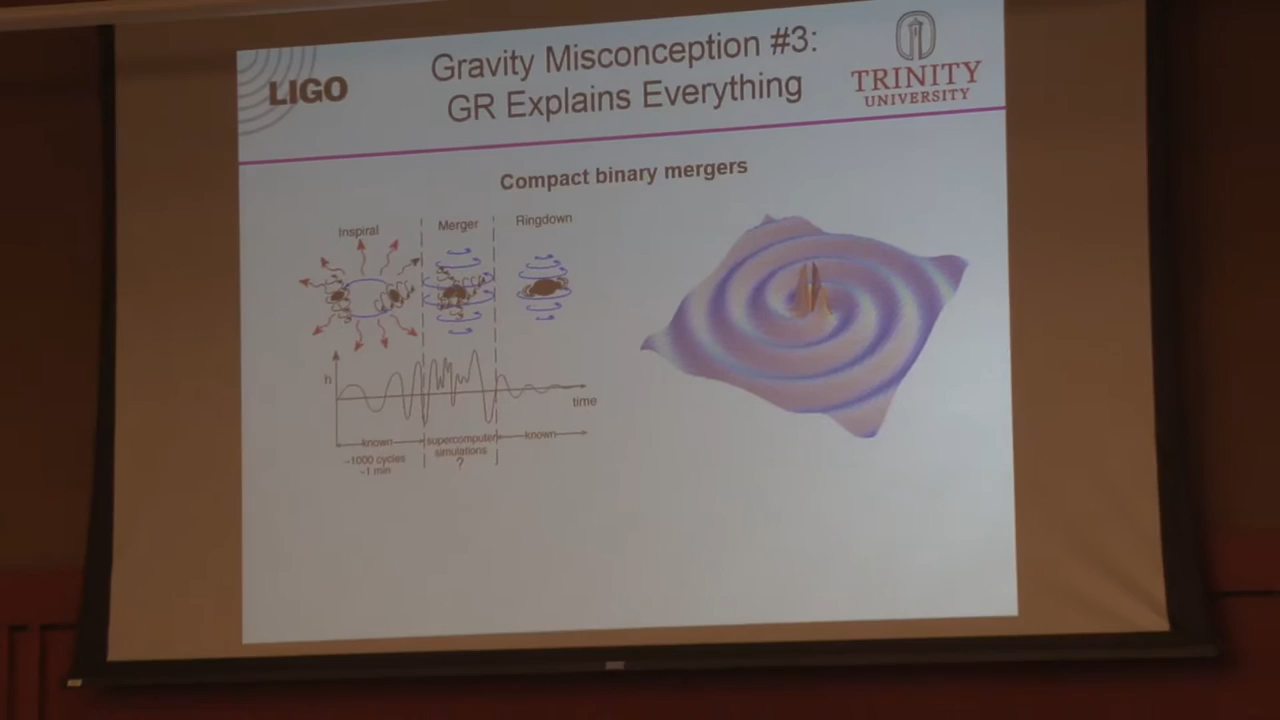 LIGO
Gravity Misconception #3:
GR Explains Everything
TRINITY
UNIVERSITY
Compact binary mergers
Inspiral
Merger
Ringdown
h
time
known
supercomputer
simulations
?
known
~1000 cycles
~1 min